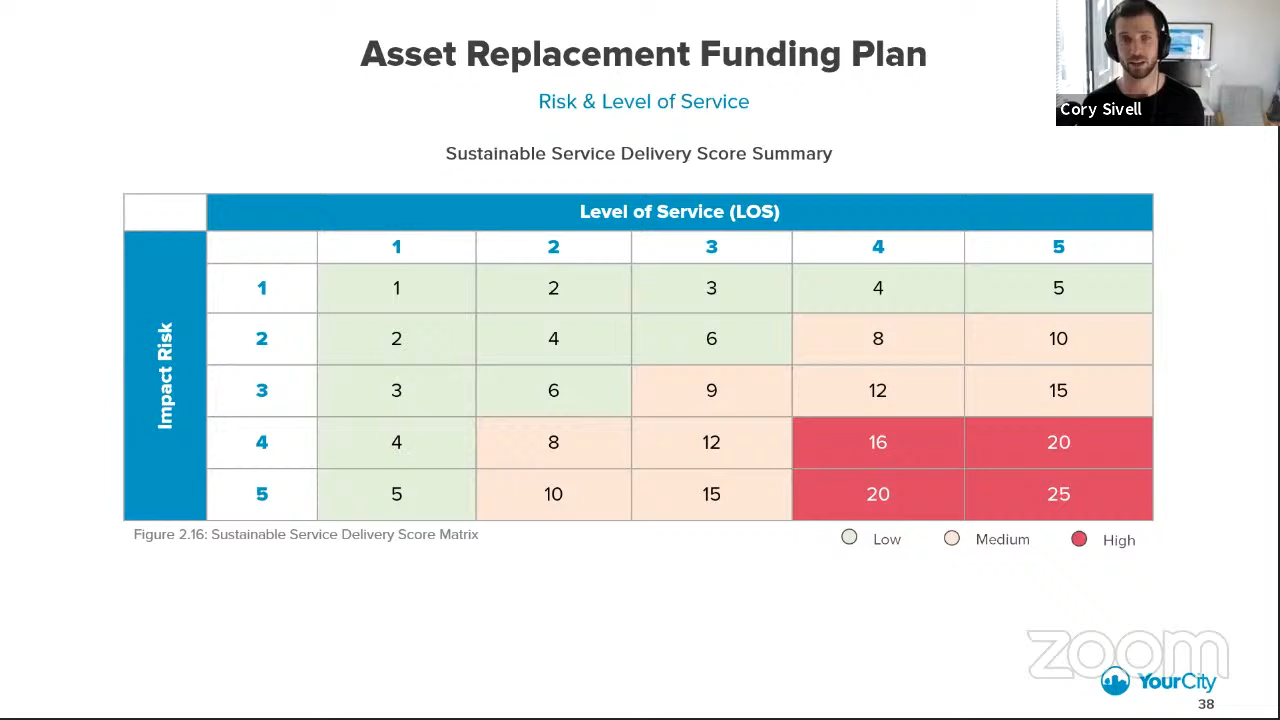 Asset Replacement Funding Plan
Risk & Level of Service
Cory Sivell
Sustainable Service Delivery Score Summary
Level of Service (LOS)
1 2 3 4 5
Impact Risk
1 1 2 3 4 5
2 2 4 6 8 10
3 3 6 9 12 15
4 4 8 12 16 20
5 5 10 15 20 25
Figure 2.16: Sustainable Service Delivery Score Matrix
Low Medium High
zoom
YourCity
38